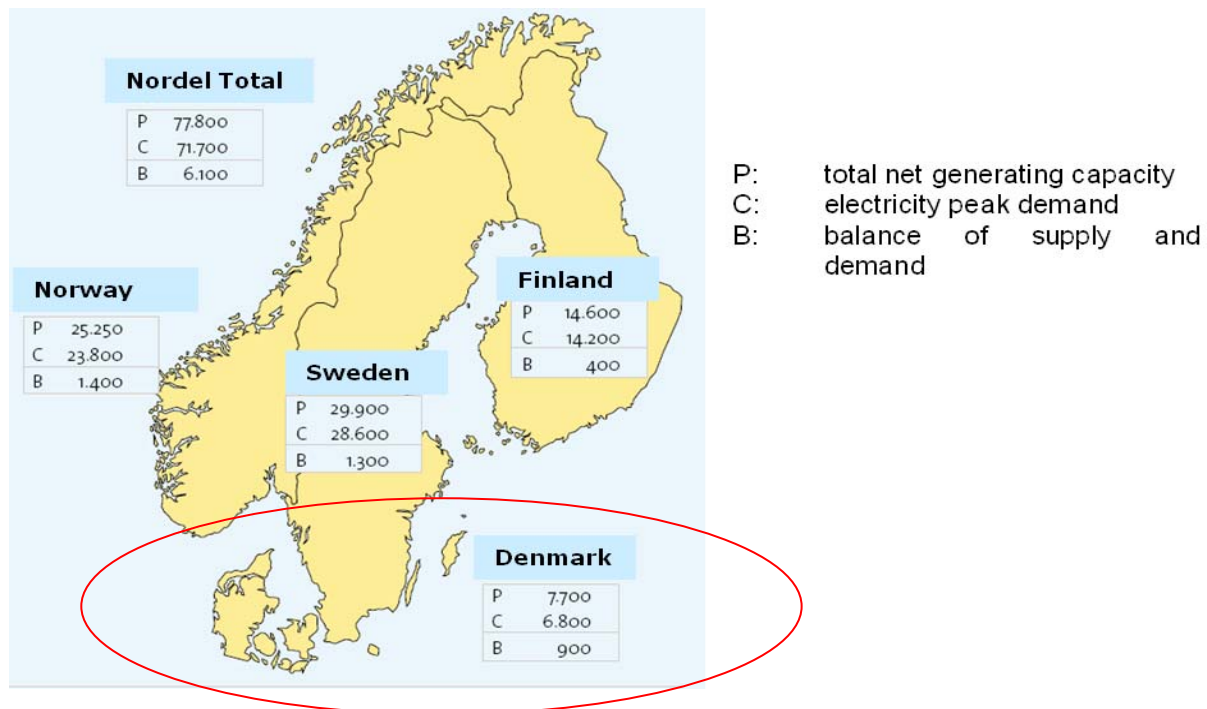 Nordel Total
P 77.800
C 71.700
B 6.100
Norway
P 25.250
C 23.800
B 1.400
Sweden
P 29.900
C 28.600
B 1.300
Finland
P 14.600
C 14.200
B 400
Denmark
P 7.700
C 6.800
B 900
P: total net generating capacity
C: electricity peak demand
B: balance of supply and
demand